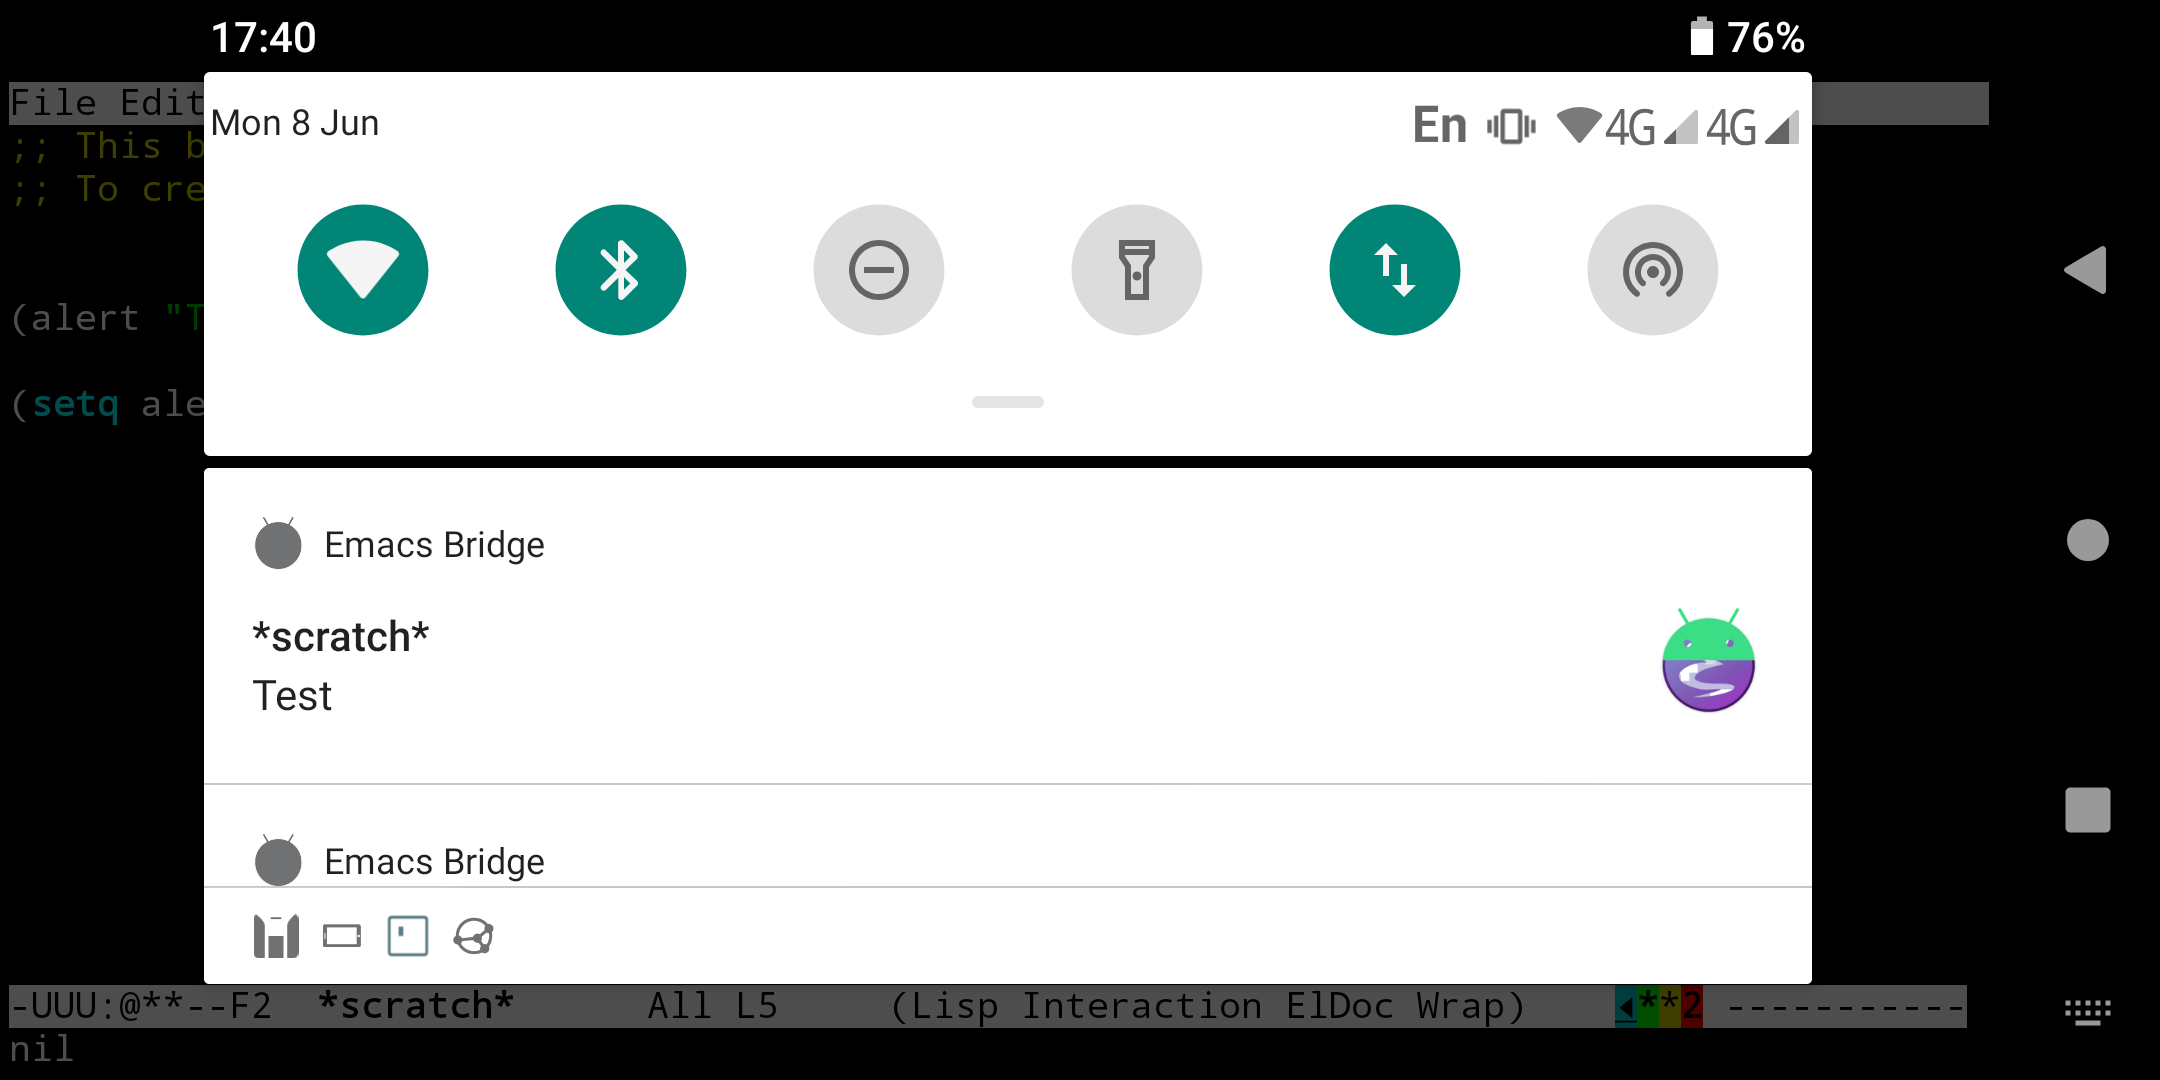 17:40 76%
File Edit
Mon 8 Jun En 4G 4G
;; This b
;; To cre
(alert "T
(setq ale
Emacs Bridge
*scratch*
Test
Emacs Bridge
-UUU:@**--F2 *scratch* All L5 (Lisp Interaction ElDoc Wrap) **2 -----------
nil